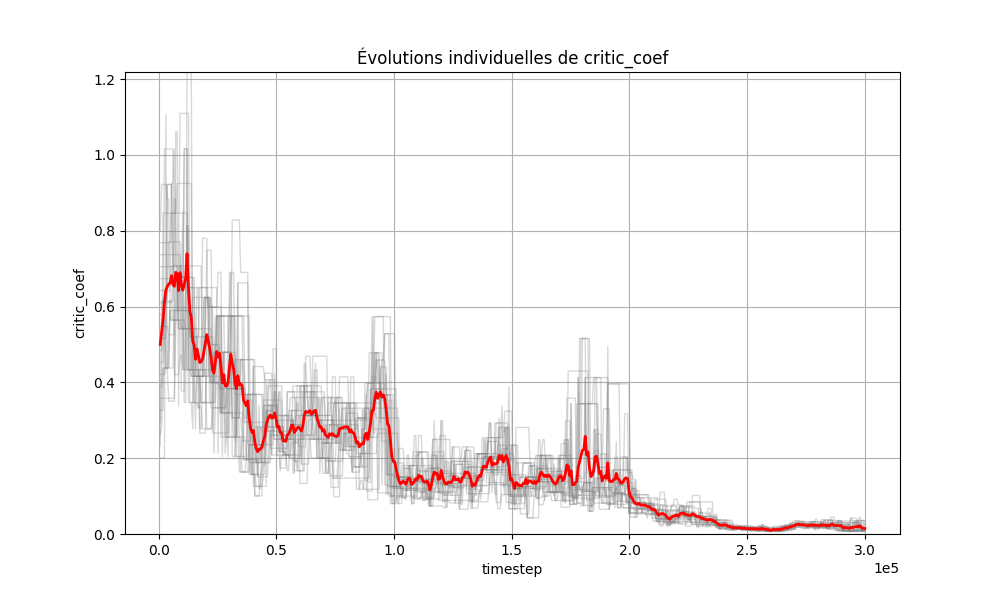 Évolutions individuelles de critic_coef
1.2
1.0
0.8
0.6
0.4
0.2
0.0
critic_coef
0.0 0.5 1.0 1.5 2.0 2.5 3.0
1e5
timestep